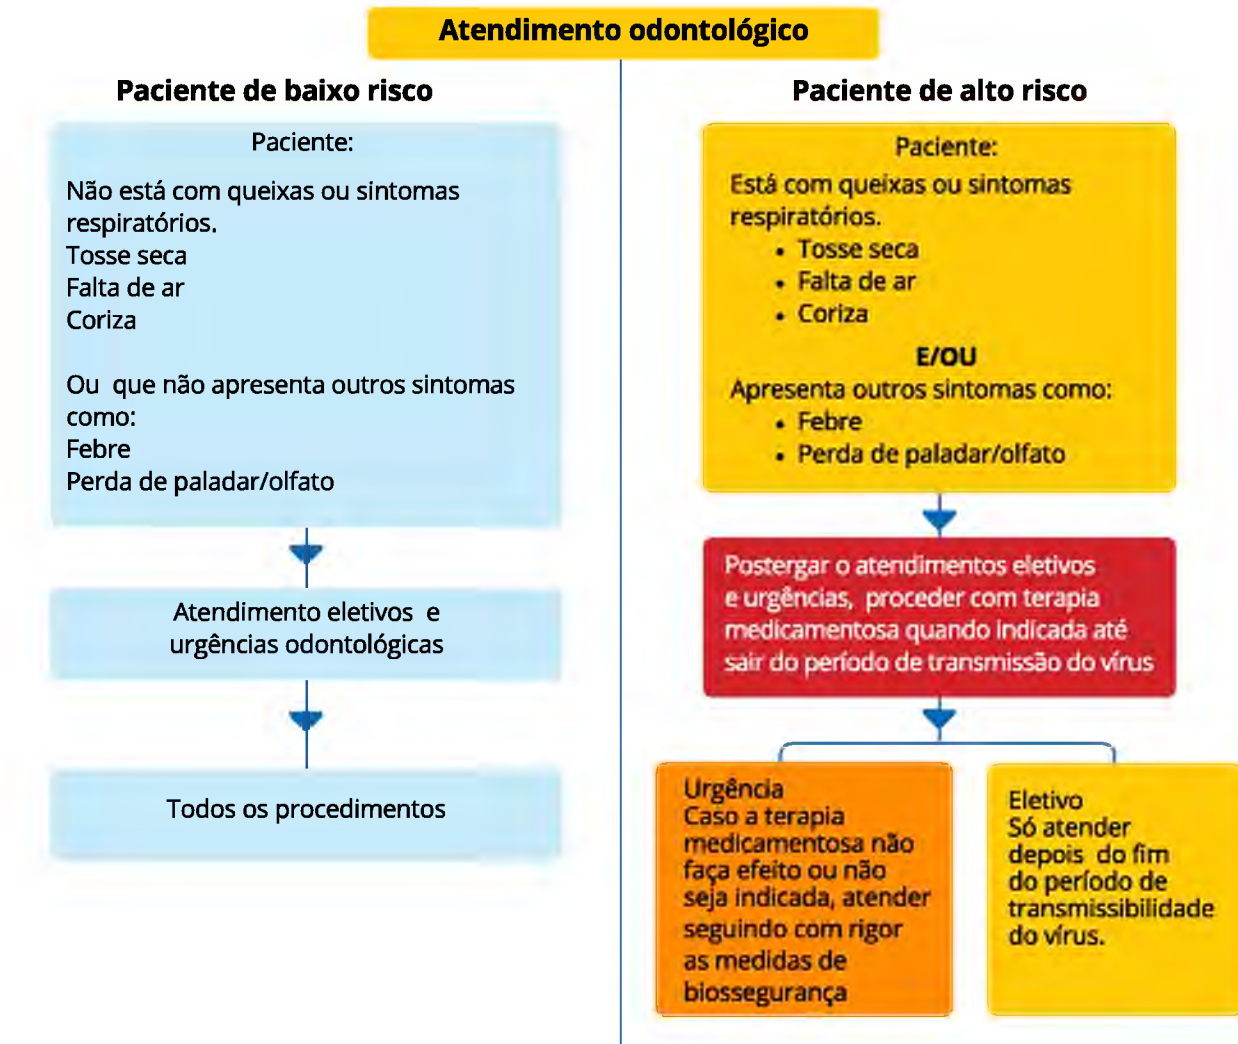 Atendimento odontológico
Paciente de baixo risco
Paciente:
Não está com queixas ou sintomas
respiratórios.
Tosse seca
Falta de ar
Coriza
Ou que não apresenta outros sintomas
como:
Febre
Perda de paladar/olfato
Atendimento eletivos e
urgências odontológicas
Todos os procedimentos
Paciente de alto risco
Paciente:
Está com queixas ou sintomas
respiratórios.
• Tosse seca
• Falta de ar
• Coriza
E/OU
Apresenta outros sintomas como:
• Febre
• Perda de paladar/olfato
Postergar o atendimentos eletivos
e urgências, proceder com terapia
medicamentosa quando indicada até
sair do período de transmissão do vírus
Urgência
Caso a terapia
medicamentosa não
faça efeito ou não
seja indicada, atender
seguindo com rigor
as medidas de
biossegurança
Eletivo
Só atender
depois do fim
do período de
transmissibilidade
do vírus.